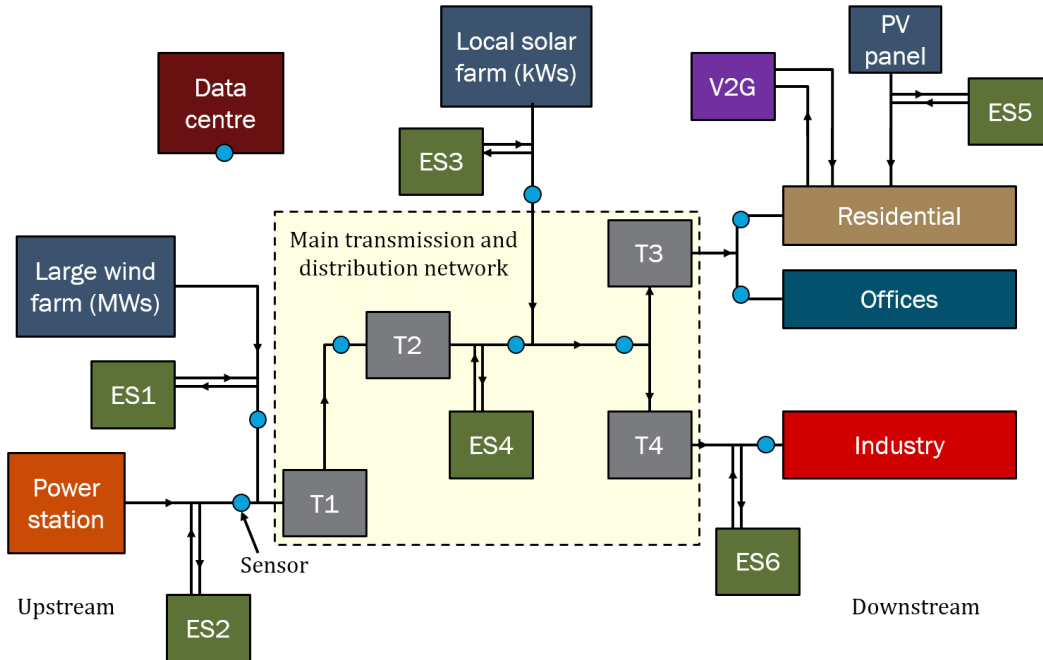 Local solar
farm (kWs)
PV
panel
Data
centre
V2G
ES5
ES3
Residential
Main transmission and
distribution network
T3
Large wind
farm (MWs)
Offices
T2
ES1
ES4
T4
Industry
Power
station
T1
Sensor
ES6
Upstream
Downstream
ES2